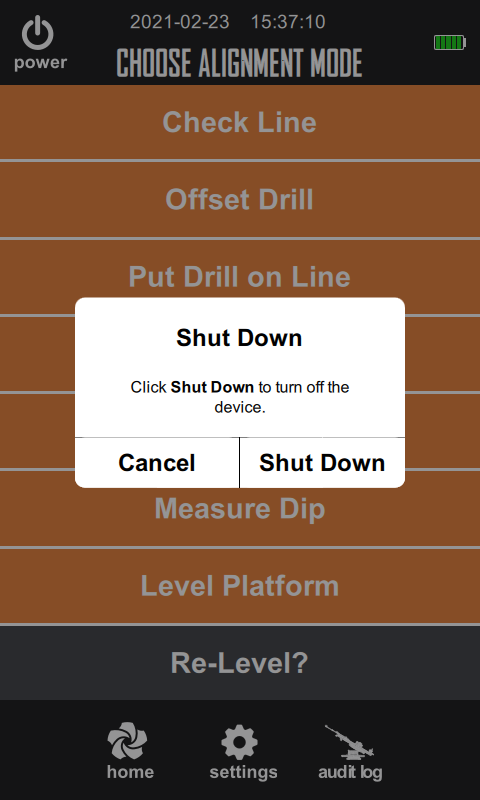 2021-02-23 15:37:10
power
CHOOSE ALIGNMENT MODE
Check Line
Offset Drill
Put Drill on Line
Shut Down
Click Shut Down to turn off the
device.
Cancel Shut Down
Measure Dip
Level Platform
Re-Level?
home settings audit log